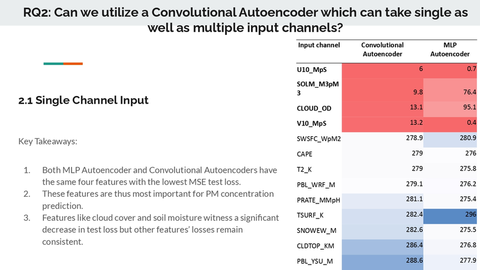 RQ2: Can we utilize a Convolutional Autoencoder which can take single as
well as multiple input channels?
2.1 Single Channel Input
Key Takeaways:
1. Both MLP Autoencoder and Convolutional Autoencoders have
the same four features with the lowest MSE test loss.
2. These features are thus most important for PM concentration
prediction.
3. Features like cloud cover and soil moisture witness a significant
decrease in test loss but other features' losses remain
consistent.
Input channel Convolutional Autoencoder MLP Autoencoder
U10_MpS 6 0.7
SOLM_M3pM3 9.8 76.4
CLOUD_OD 13.1 95.1
V10_MpS 13.2 0.4
SWSFC_WpM2 278.9 280.9
CAPE 279 276
T2_K 279 275.8
PBL_WRF_M 279.1 276.2
PRATE_MMpH 281.1 275.4
TSURF_K 282.4 296
SNOWEW_M 282.6 275.5
CLDTOP_KM 286.4 276.8
PBL_YSU_M 288.6 277.9